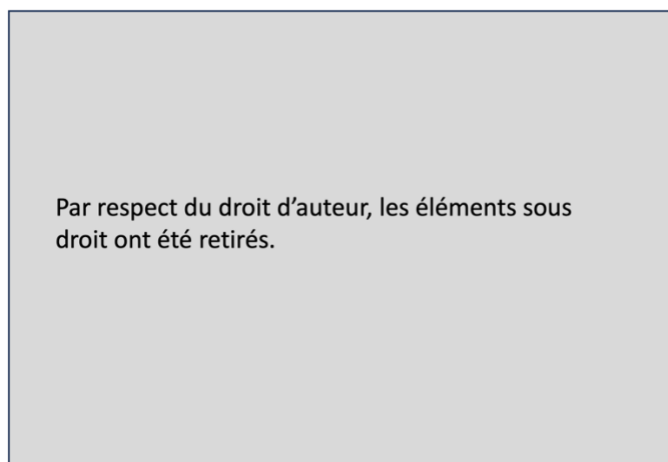 Par respect du droit d’auteur, les éléments sous
droit ont été retirés.